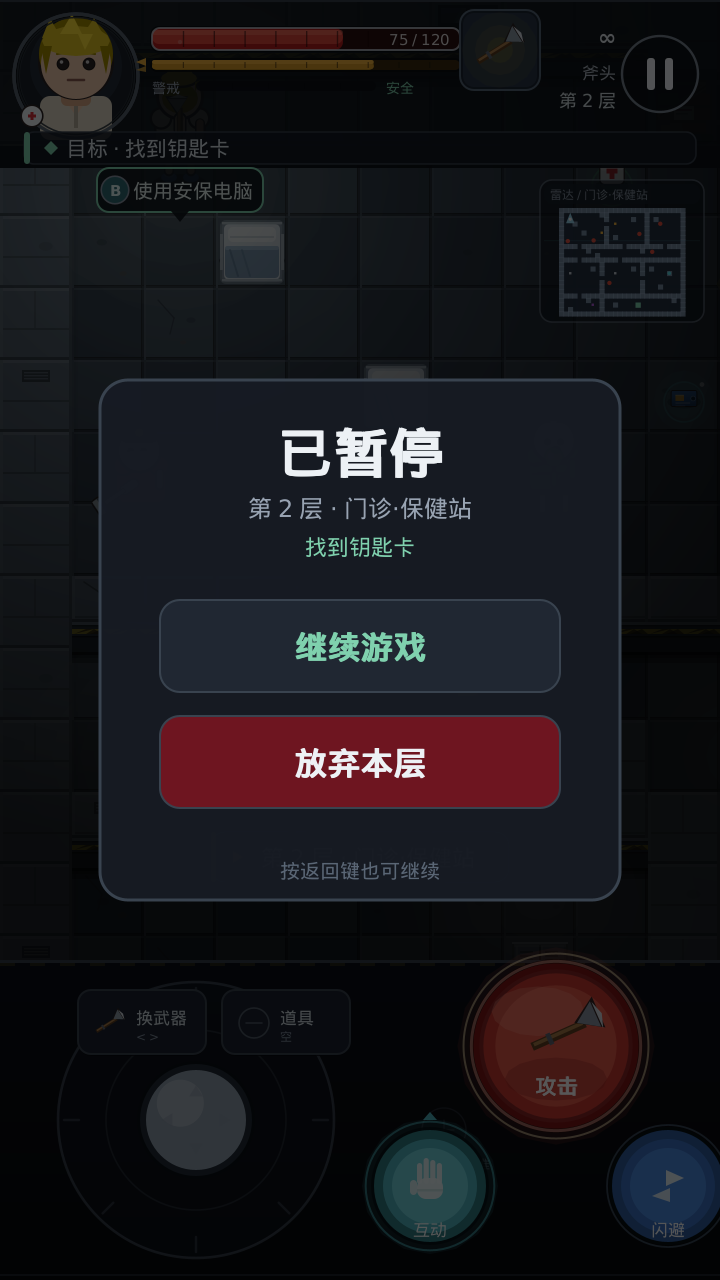 75 / 120
∞
警戒
安全
斧头
第 2 层
目标 · 找到钥匙卡
B 使用安保电脑
雷达 / 门诊·保健站
已暂停
第 2 层 · 门诊·保健站
找到钥匙卡
继续游戏
放弃本层
按返回键也可继续
换武器
< >
道具
空
攻击
互动
闪避